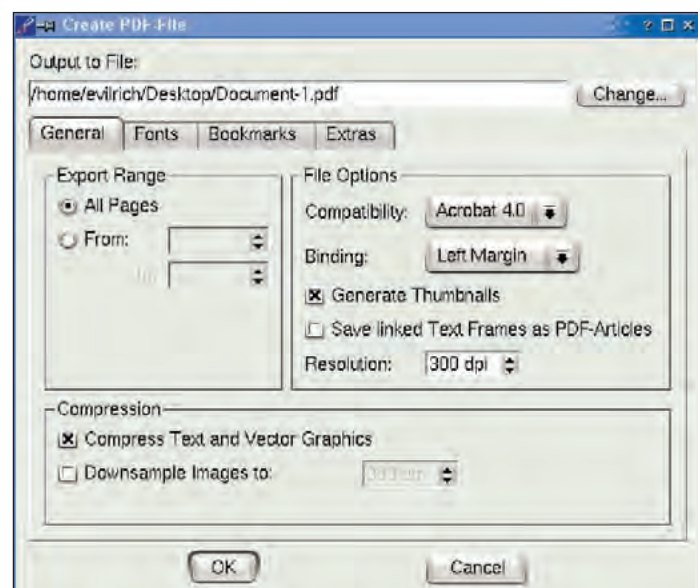 Create PDF-File
Output to File:
/home/evilrich/Desktop/Document-1.pdf
Change...
General Fonts Bookmarks Extras
Export Range
All Pages
From:
File Options
Compatibility: Acrobat 4.0
Binding: Left Margin
Generate Thumbnails
Save linked Text Frames as PDF-Articles
Resolution: 300 dpi
Compression
Compress Text and Vector Graphics
Downsample Images to:
OK Cancel